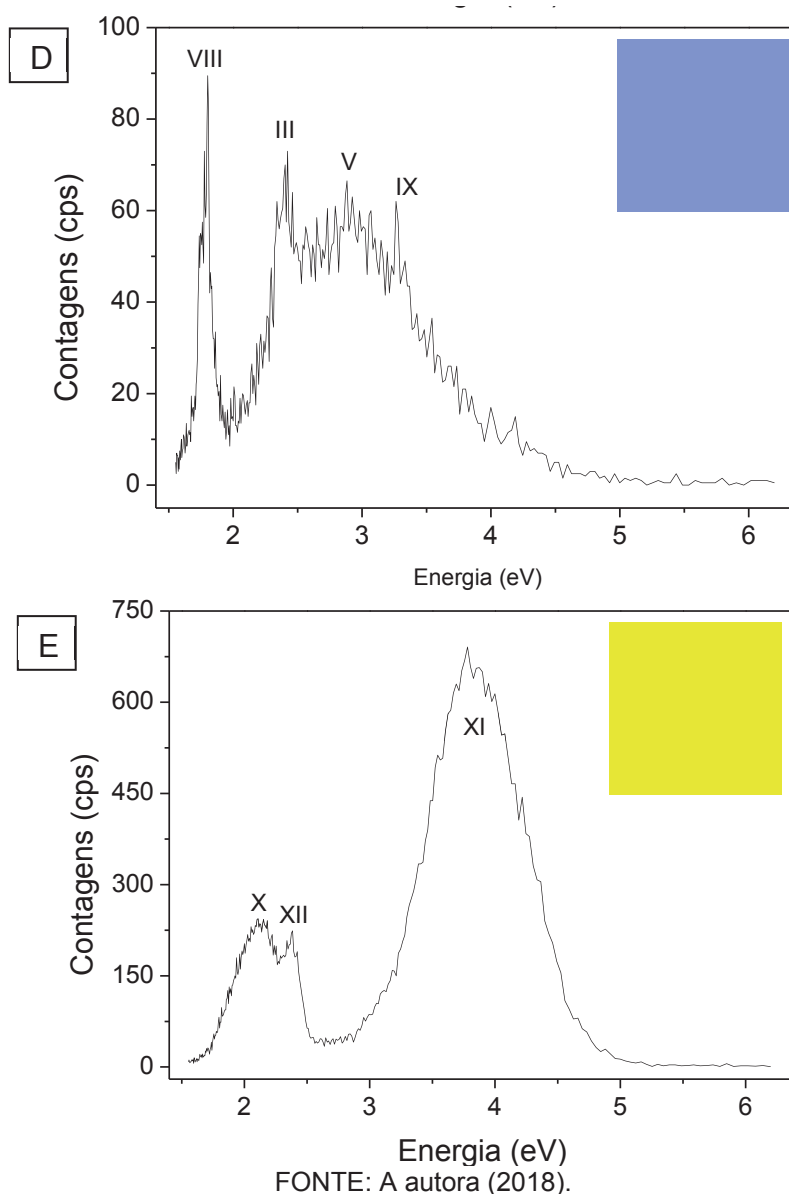 D
100
VIII
80
III
V
IX
60
40
20
0
Contagens (cps)
2 3 4 5 6
Energia (eV)
E
750
600
XI
450
300
X
XII
150
0
Contagens (cps)
2 3 4 5 6
Energia (eV)
FONTE: A autora (2018).